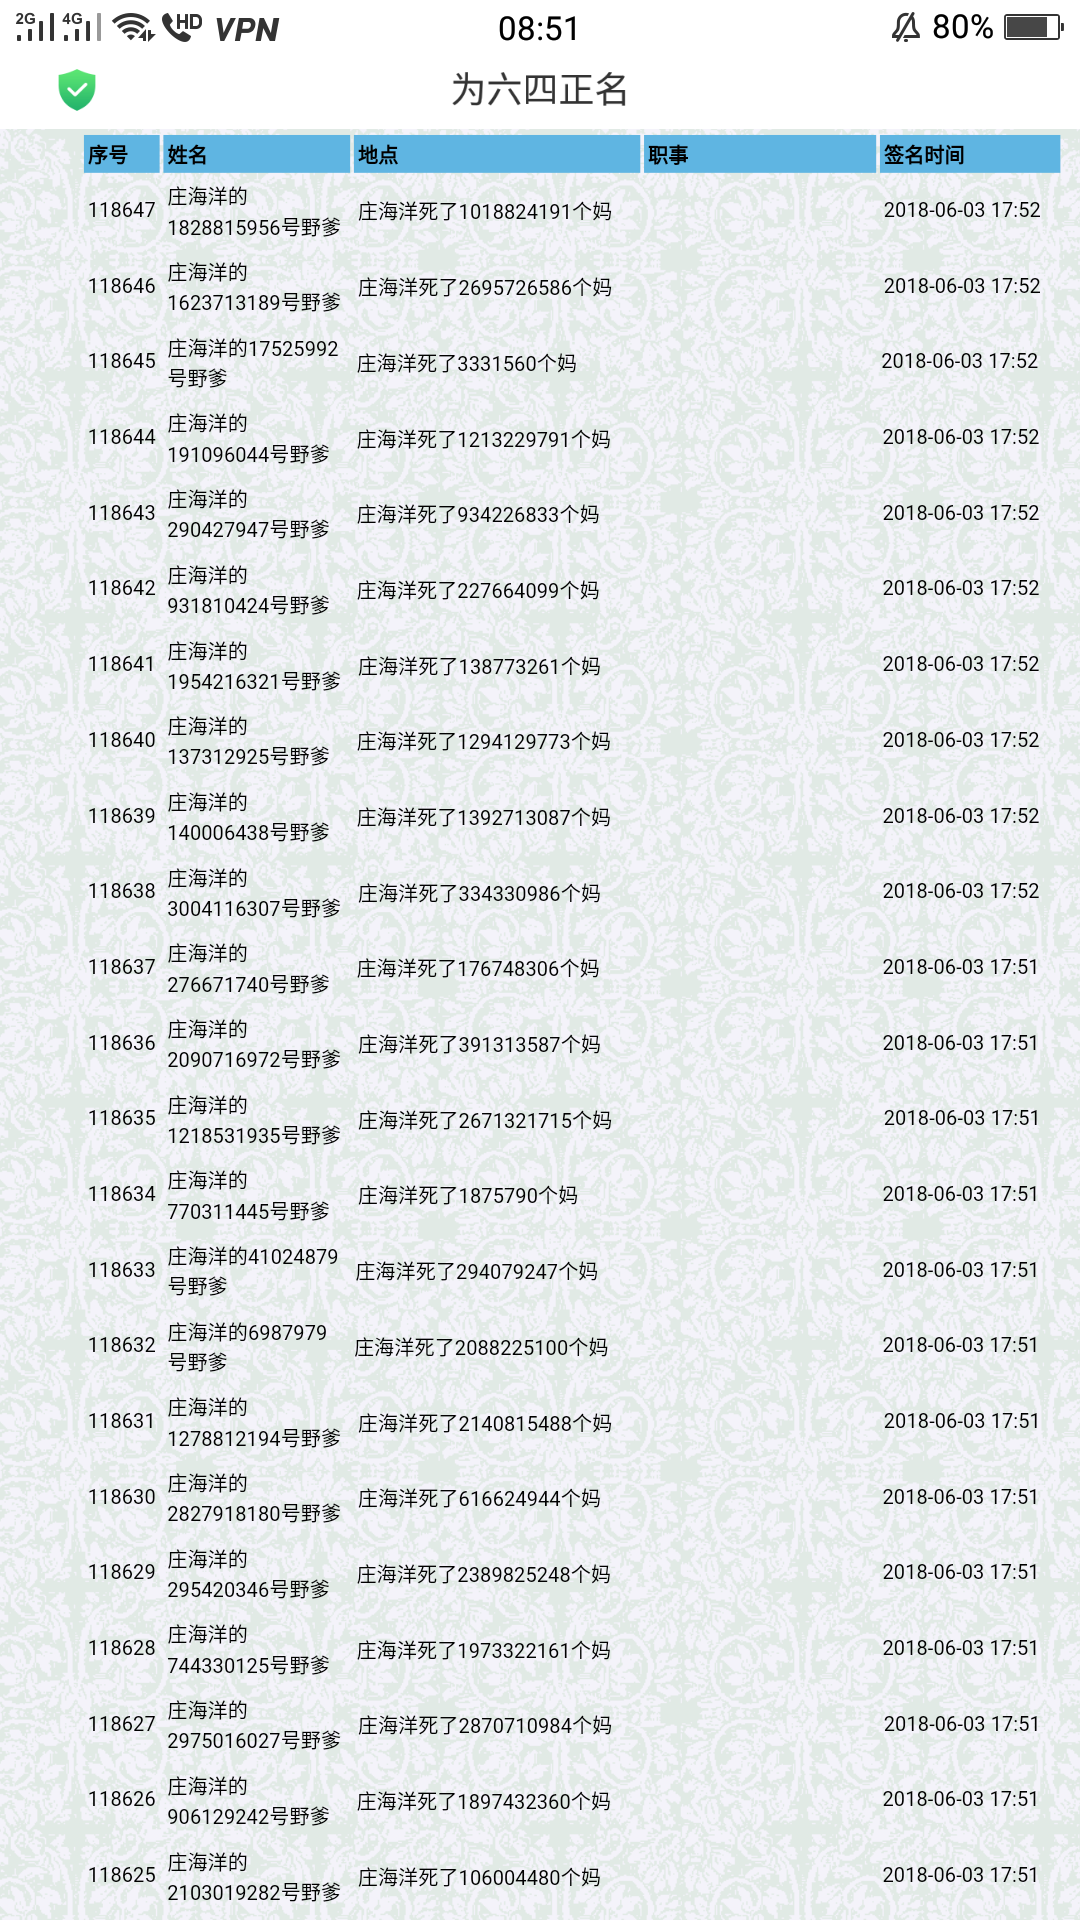 2G 4G HD VPN 08:51 80%
为六四正名
序号 姓名 地点 职事 签名时间
118647 庄海洋的1828815956号野爹 庄海洋死了1018824191个妈 2018-06-03 17:52
118646 庄海洋的1623713189号野爹 庄海洋死了2695726586个妈 2018-06-03 17:52
118645 庄海洋的17525992号野爹 庄海洋死了3331560个妈 2018-06-03 17:52
118644 庄海洋的191096044号野爹 庄海洋死了1213229791个妈 2018-06-03 17:52
118643 庄海洋的290427947号野爹 庄海洋死了934226833个妈 2018-06-03 17:52
118642 庄海洋的931810424号野爹 庄海洋死了227664099个妈 2018-06-03 17:52
118641 庄海洋的1954216321号野爹 庄海洋死了138773261个妈 2018-06-03 17:52
118640 庄海洋的137312925号野爹 庄海洋死了1294129773个妈 2018-06-03 17:52
118639 庄海洋的140006438号野爹 庄海洋死了1392713087个妈 2018-06-03 17:52
118638 庄海洋的3004116307号野爹 庄海洋死了334330986个妈 2018-06-03 17:52
118637 庄海洋的276671740号野爹 庄海洋死了176748306个妈 2018-06-03 17:51
118636 庄海洋的2090716972号野爹 庄海洋死了391313587个妈 2018-06-03 17:51
118635 庄海洋的1218531935号野爹 庄海洋死了2671321715个妈 2018-06-03 17:51
118634 庄海洋的770311445号野爹 庄海洋死了1875790个妈 2018-06-03 17:51
118633 庄海洋的41024879号野爹 庄海洋死了294079247个妈 2018-06-03 17:51
118632 庄海洋的6987979号野爹 庄海洋死了2088225100个妈 2018-06-03 17:51
118631 庄海洋的1278812194号野爹 庄海洋死了2140815488个妈 2018-06-03 17:51
118630 庄海洋的2827918180号野爹 庄海洋死了616624944个妈 2018-06-03 17:51
118629 庄海洋的295420346号野爹 庄海洋死了2389825248个妈 2018-06-03 17:51
118628 庄海洋的744330125号野爹 庄海洋死了1973322161个妈 2018-06-03 17:51
118627 庄海洋的2975016027号野爹 庄海洋死了2870710984个妈 2018-06-03 17:51
118626 庄海洋的906129242号野爹 庄海洋死了1897432360个妈 2018-06-03 17:51
118625 庄海洋的2103019282号野爹 庄海洋死了106004480个妈 2018-06-03 17:51